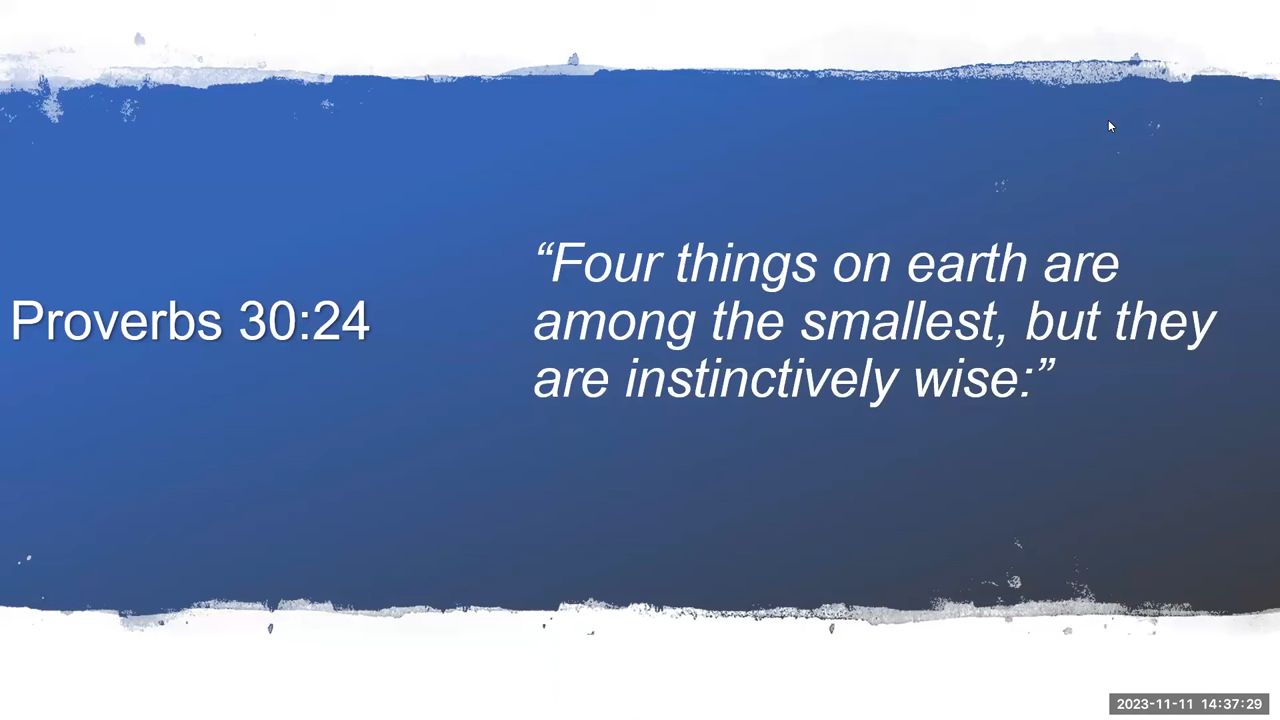 Proverbs 30:24
“Four things on earth are
among the smallest, but they
are instinctively wise:”
2023-11-11 14:37:29